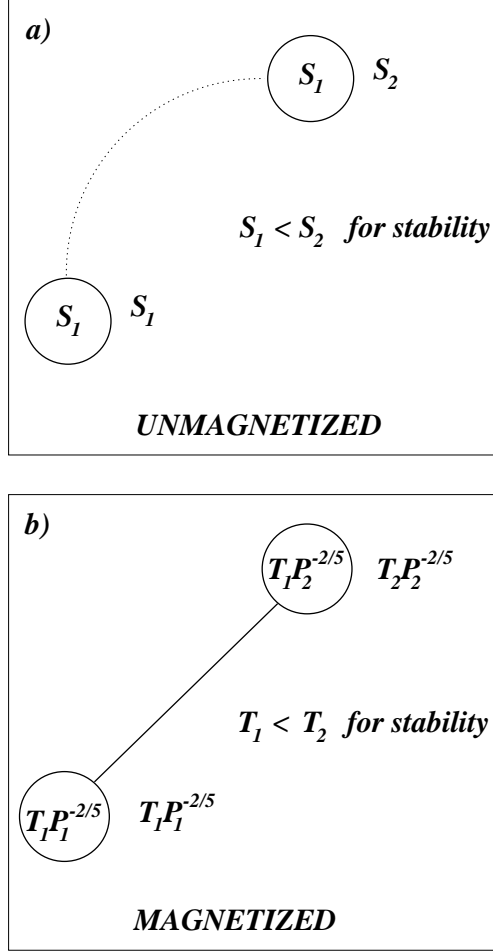 a)
S₁ S₂
S₁ < S₂ for stability
S₁ S₁
UNMAGNETIZED
b)
T₁P₂^-2/5 T₂P₂^-2/5
T₁ < T₂ for stability
T₁P₁^-2/5 T₁P₁^-2/5
MAGNETIZED